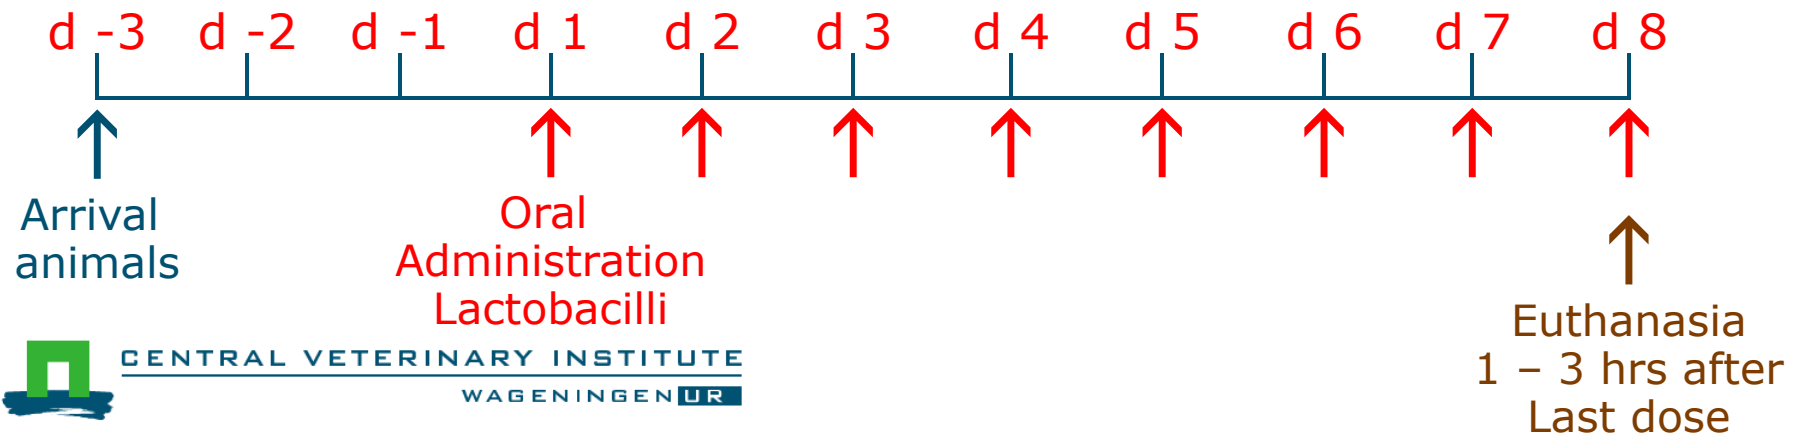 d -3 d -2 d -1 d 1 d 2 d 3 d 4 d 5 d 6 d 7 d 8
Arrival
animals
Oral
Administration
Lactobacilli
Euthanasia
1 – 3 hrs after
Last dose
CENTRAL VETERINARY INSTITUTE
WAGENINGEN UR